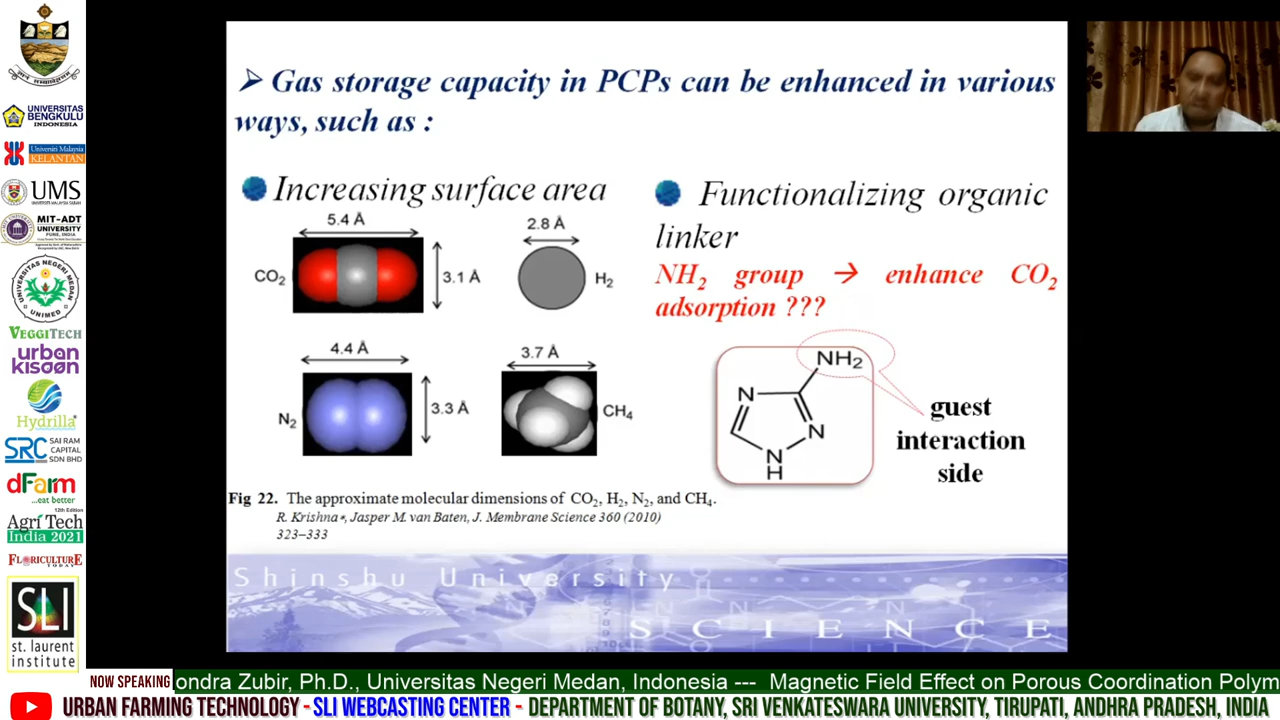 ➢ Gas storage capacity in PCPs can be enhanced in various
ways, such as :
Increasing surface area
5.4 Å
CO2
3.1 Å
2.8 Å
H2
4.4 Å
N2
3.3 Å
3.7 Å
CH4
Fig 22. The approximate molecular dimensions of CO2, H2, N2, and CH4.
R. Krishna*, Jasper M. van Baten, J. Membrane Science 360 (2010)
323–333
Functionalizing organic
linker
NH2 group → enhance CO2
adsorption ???
NH2
N
N
N
H
guest
interaction
side
Shinshu University
SCIENCE
UNIVERSITAS
BENGKULU
INDONESIA
Universiti Malaysia
KELANTAN
UMS
MIT-ADT
UNIVERSITY
PUNE, INDIA
UNIVERSITAS NEGERI MEDAN
UNIMED
VEGGITECH
urban
kisaan
Hydrilla
SRC SAI RAM
CAPITAL
SDN BHD
dFarm
...eat better
12th Edition
Agri Tech
India 2021
FLORICULTURE
TODAY
SLI
st. laurent
institute
NOW SPEAKING
ondra Zubir, Ph.D., Universitas Negeri Medan, Indonesia --- Magnetic Field Effect on Porous Coordination Polym
URBAN FARMING TECHNOLOGY - SLI WEBCASTING CENTER - DEPARTMENT OF BOTANY, SRI VENKATESWARA UNIVERSITY, TIRUPATI, ANDHRA PRADESH, INDIA